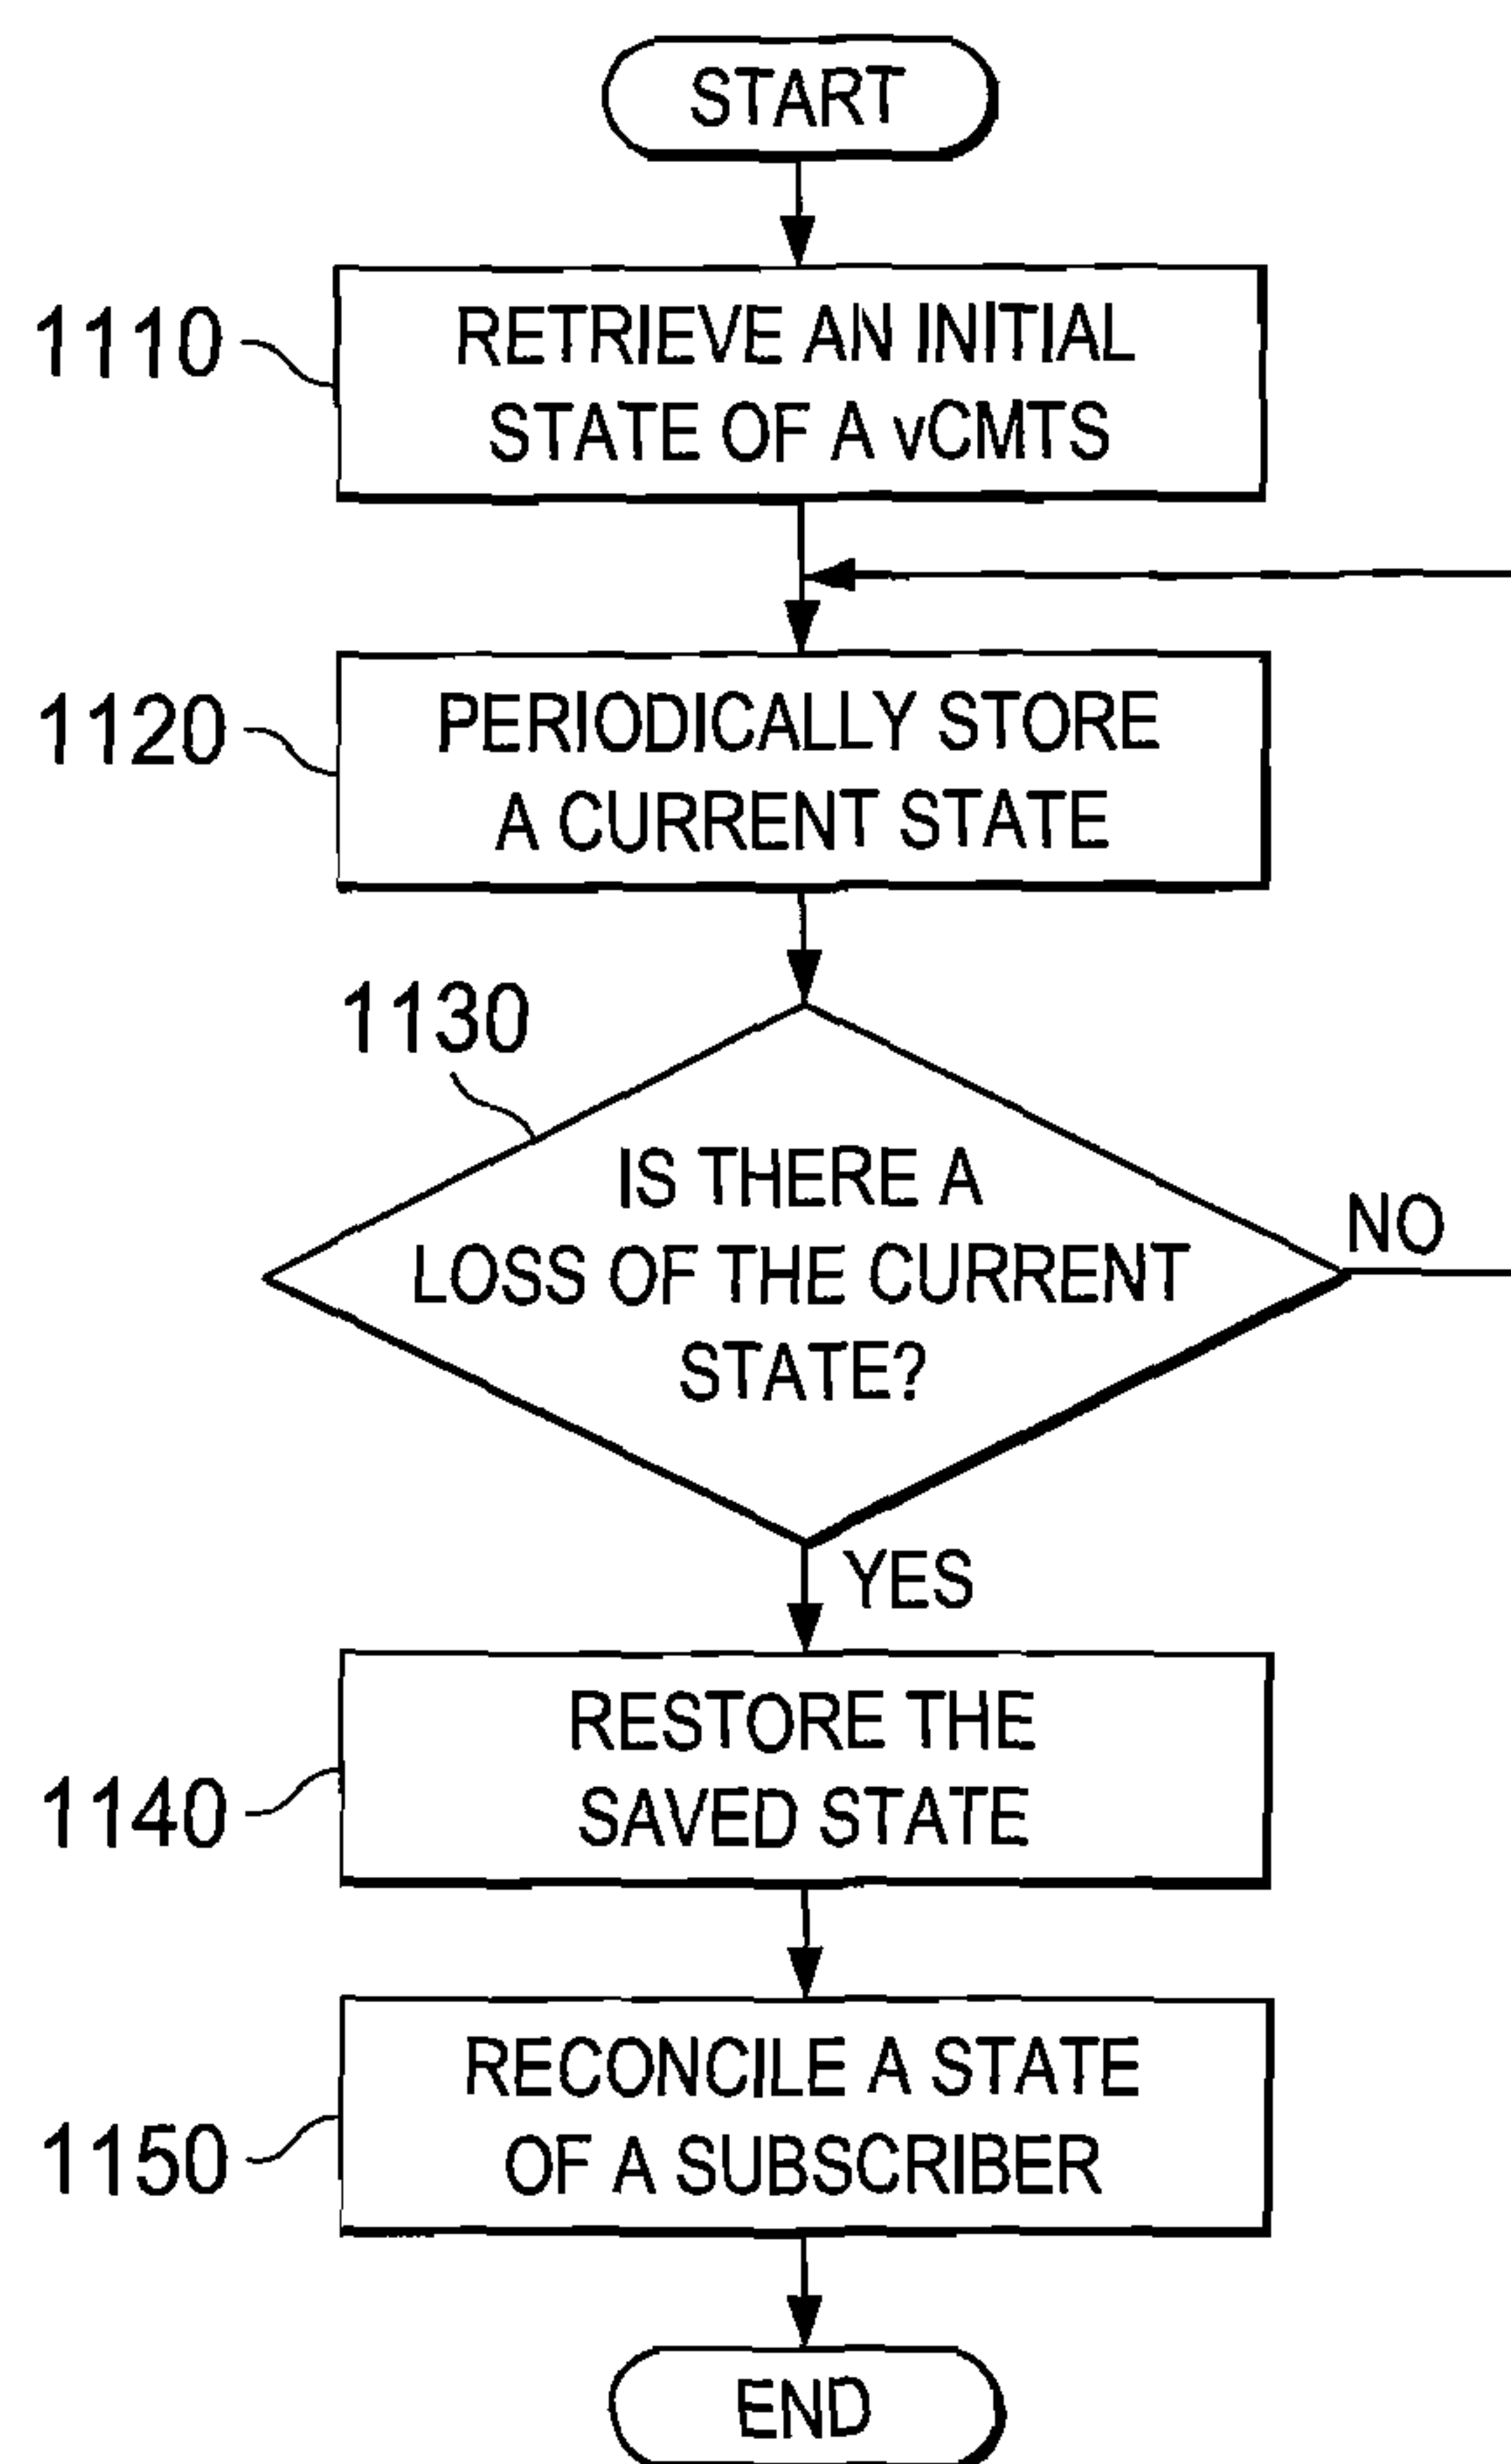 START
1110
RETRIEVE AN INITIAL
STATE OF A vCMTS
1120
PERIODICALLY STORE
A CURRENT STATE
1130
IS THERE A
LOSS OF THE CURRENT
STATE?
NO
YES
1140
RESTORE THE
SAVED STATE
1150
RECONCILE A STATE
OF A SUBSCRIBER
END